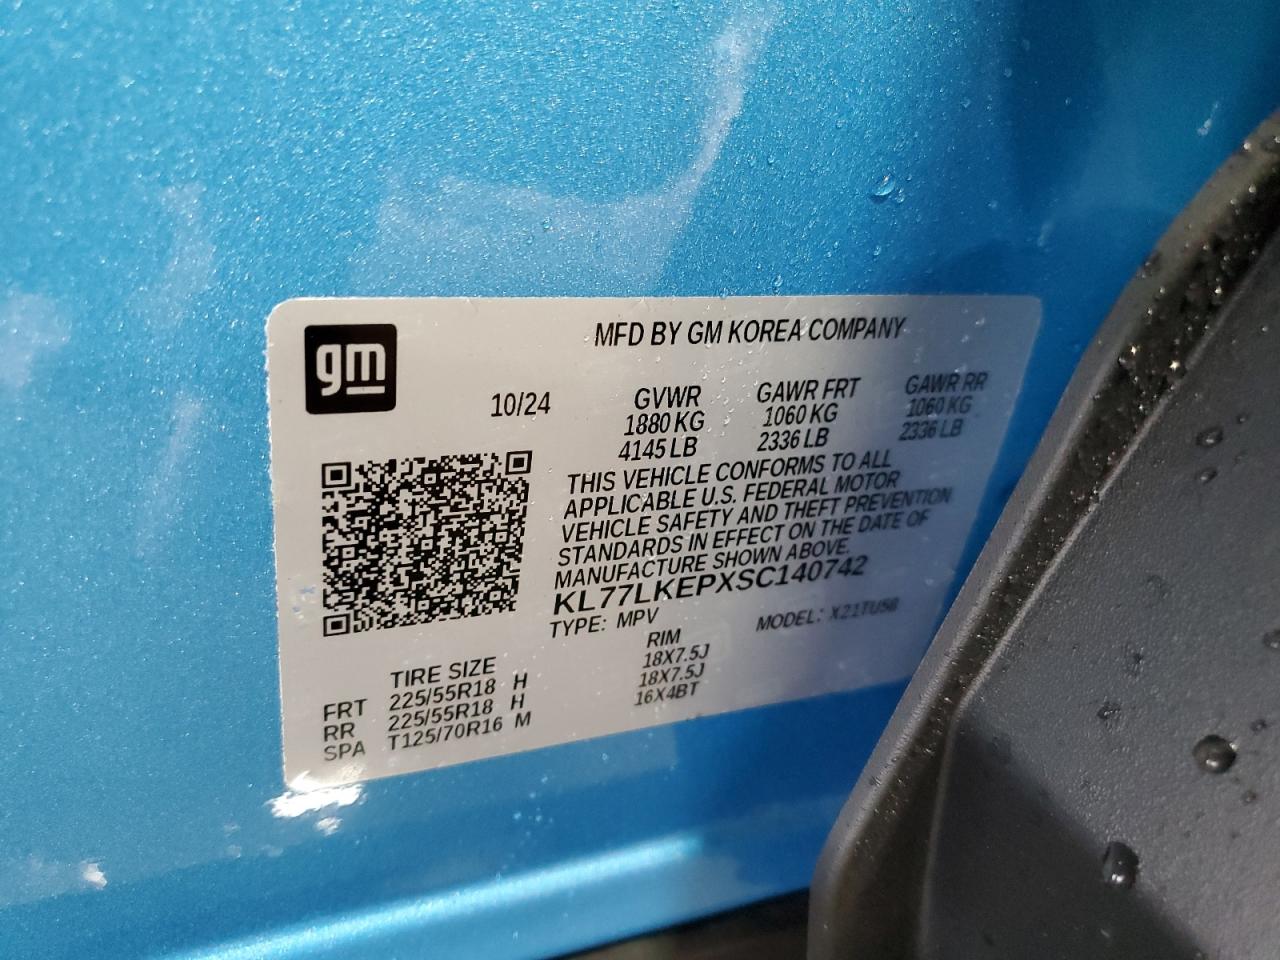 gm
MFD BY GM KOREA COMPANY
10/24
GVWR GAWR FRT GAWR RR
1880 KG 1060 KG 1060 KG
4145 LB 2336 LB 2336 LB
THIS VEHICLE CONFORMS TO ALL
APPLICABLE U.S. FEDERAL MOTOR
VEHICLE SAFETY AND THEFT PREVENTION
STANDARDS IN EFFECT ON THE DATE OF
MANUFACTURE SHOWN ABOVE.
KL77LKEPXSC140742
TYPE: MPV MODEL:
TIRE SIZE RIM
FRT 225/55R18 H 18X7.5J
RR 225/55R18 H 18X7.5J
SPA T125/70R16 M 16X4BT